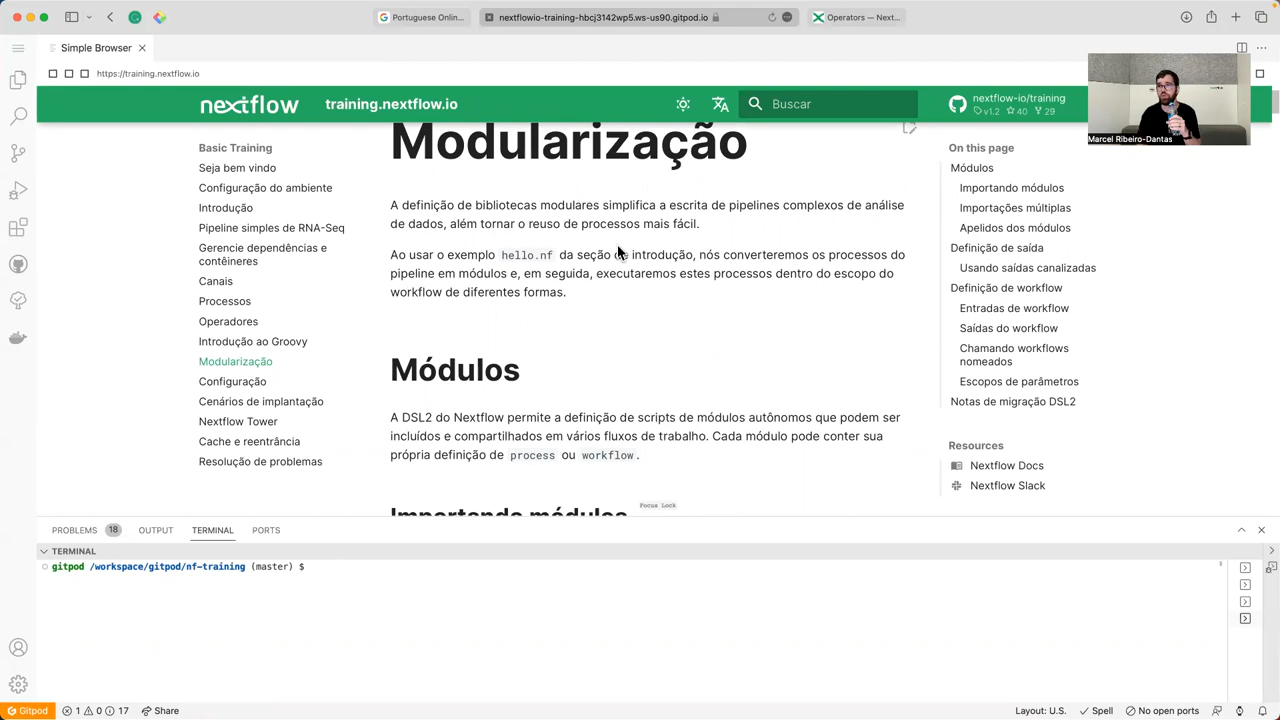 Portuguese Onlin...
nextflowio-training-hbcj3142wp5.ws-us90.gitpod.io
Operators — Next...
Simple Browser
https://training.nextflow.io
nextflow
training.nextflow.io
Buscar
nextflow-io/training
v1.2 40 29
Marcel Ribeiro-Dantas
Basic Training
Seja bem vindo
Configuração do ambiente
Introdução
Pipeline simples de RNA-Seq
Gerencie dependências e
contêineres
Canais
Processos
Operadores
Introdução ao Groovy
Modularização
Configuração
Cenários de implantação
Nextflow Tower
Cache e reentrância
Resolução de problemas
Modularização
A definição de bibliotecas modulares simplifica a escrita de pipelines complexos de análise
de dados, além tornar o reuso de processos mais fácil.
Ao usar o exemplo hello.nf da seção de introdução, nós converteremos os processos do
pipeline em módulos e, em seguida, executaremos estes processos dentro do escopo do
workflow de diferentes formas.
Módulos
A DSL2 do Nextflow permite a definição de scripts de módulos autônomos que podem ser
incluídos e compartilhados em vários fluxos de trabalho. Cada módulo pode conter sua
própria definição de process ou workflow.
Importando módulos
Focus Lock
On this page
Módulos
Importando módulos
Importações múltiplas
Apelidos dos módulos
Definição de saída
Usando saídas canalizadas
Definição de workflow
Entradas de workflow
Saídas do workflow
Chamando workflows
nomeados
Escopos de parâmetros
Notas de migração DSL2
Resources
Nextflow Docs
Nextflow Slack
PROBLEMS 18 OUTPUT TERMINAL PORTS
TERMINAL
gitpod /workspace/gitpod/nf-training (master) $
Gitpod 1 0 17 Share
Layout: U.S. Spell No open ports